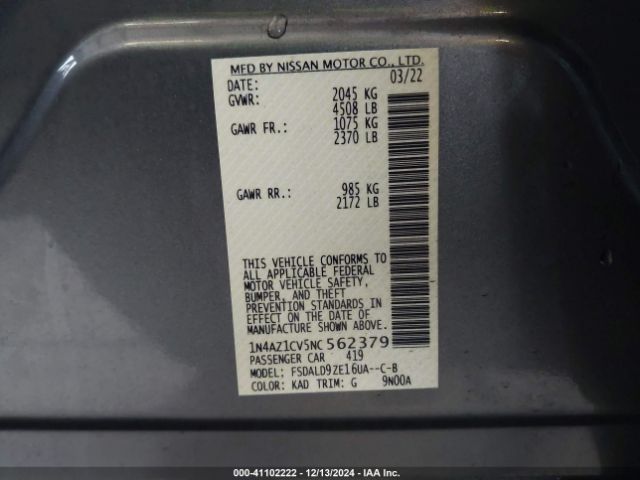 MFD BY NISSAN MOTOR CO., LTD.
DATE: 03/22
GVWR: 2045 KG
4508 LB
GAWR FR.: 1075 KG
2370 LB
GAWR RR.: 985 KG
2172 LB
THIS VEHICLE CONFORMS TO
ALL APPLICABLE FEDERAL
MOTOR VEHICLE SAFETY,
BUMPER, AND THEFT
PREVENTION STANDARDS IN
EFFECT ON THE DATE OF
MANUFACTURE SHOWN ABOVE.
1N4AZ1CV5NC562379
PASSENGER CAR 419
MODEL: FSDALD9ZE16UA--C-B
COLOR: KAD TRIM: G 9N00A
000-41102222 - 12/13/2024 - IAA Inc.